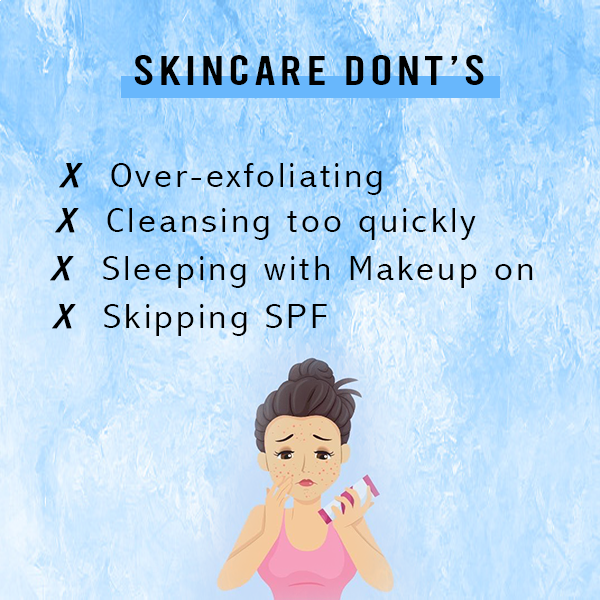 SKINCARE DONT'S
X Over-exfoliating
X Cleansing too quickly
X Sleeping with Makeup on
X Skipping SPF